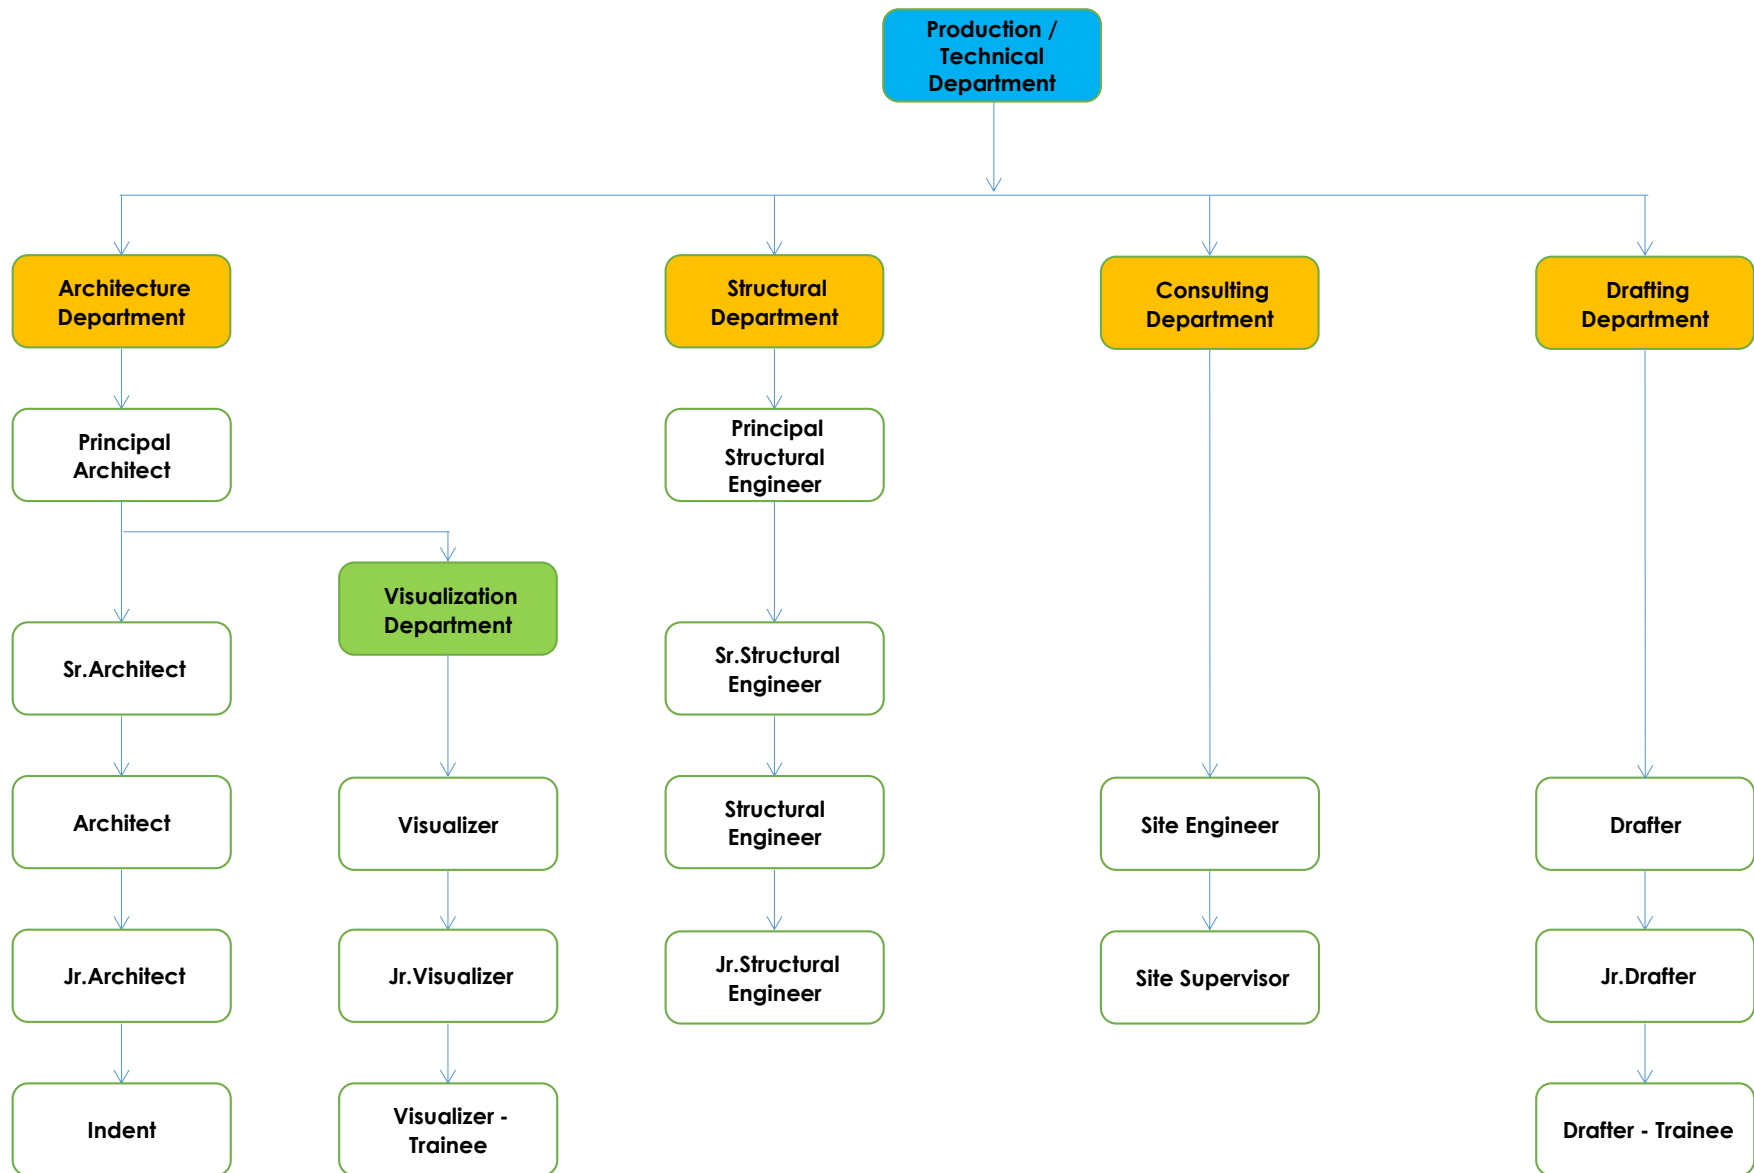 Production /
Technical
Department
Architecture
Department
Structural
Department
Consulting
Department
Drafting
Department
Principal
Architect
Principal
Structural
Engineer
Visualization
Department
Sr.Architect
Sr.Structural
Engineer
Architect
Visualizer
Structural
Engineer
Site Engineer
Drafter
Jr.Architect
Jr.Visualizer
Jr.Structural
Engineer
Site Supervisor
Jr.Drafter
Indent
Visualizer -
Trainee
Drafter - Trainee